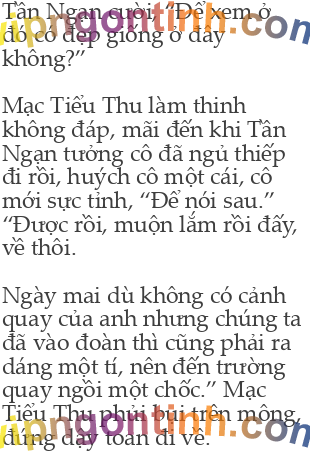 Tần Ngạn cười, “Để xem ở
đó có đẹp giống ở đây
không?”
Mạc Tiểu Thu làm thinh
không đáp, mãi đến khi Tần
Ngạn tưởng cô đã ngủ thiếp
đi rồi, huých cô một cái, cô
mới sực tỉnh, “Để nói sau.”
“Được rồi, muộn lắm rồi đấy,
về thôi.
Ngày mai dù không có cảnh
quay của anh nhưng chúng ta
đã vào đoàn thì cũng phải ra
dáng một tí, nên đến trường
quay ngồi một chốc.” Mạc
Tiểu Thu phủi bụi trên mông,
đứng dậy toan đi về.
vipngontinh.com
vipngontinh.com